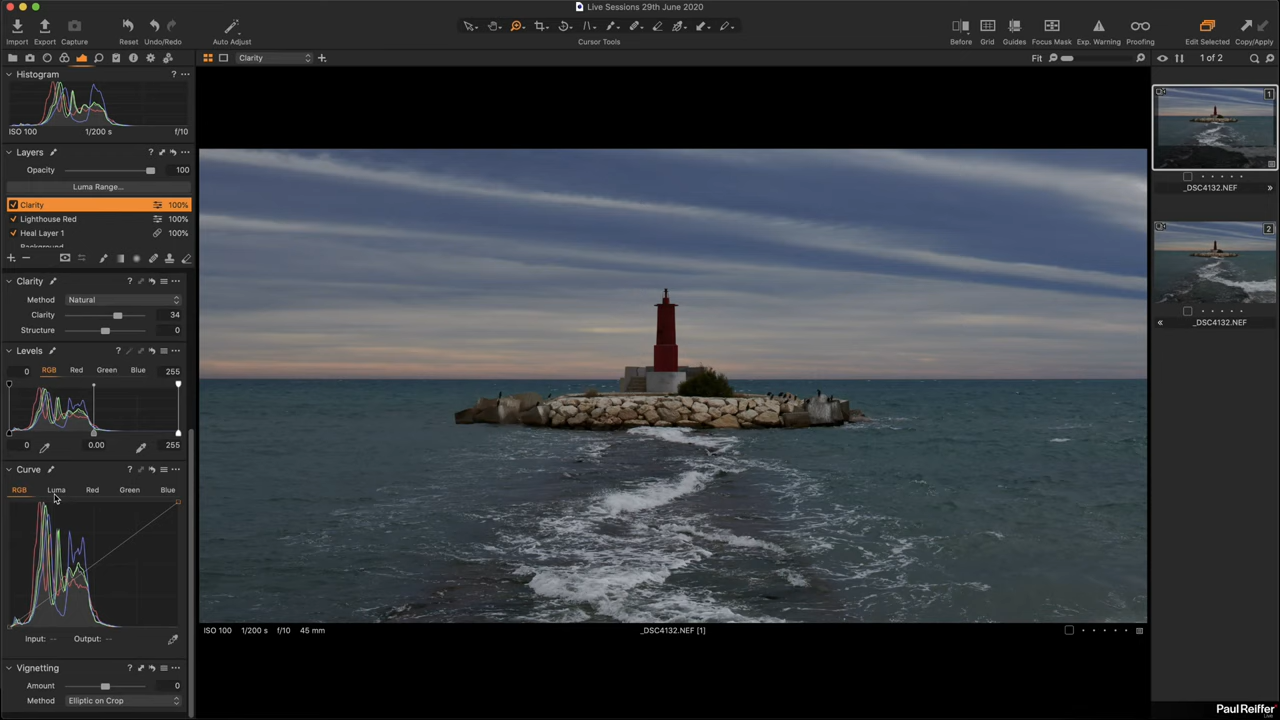 Live Sessions 29th June 2020
Import Export Capture Reset Undo/Redo Auto Adjust Cursor Tools Before Grid Guides Focus Mask Exp. Warning Proofing Edit Selected Copy/Apply
Clarity Fit 1 of 2
Histogram ?
ISO 100 1/200 s f/10
Layers ?
Opacity 100
Luma Range...
Clarity 100%
Lighthouse Red 100%
Heal Layer 1 100%
Background
Clarity ?
Method Natural
Clarity 34
Structure 0
Levels ?
0 RGB Red Green Blue 255
0 0.00 255
Curve ?
RGB Luma Red Green Blue
Input: -- Output: --
Vignetting ?
Amount 0
Method Elliptic on Crop
ISO 100 1/200 s f/10 45 mm _DSC4132.NEF [1]
1
_DSC4132.NEF
2
_DSC4132.NEF
PaulReiffer
Live